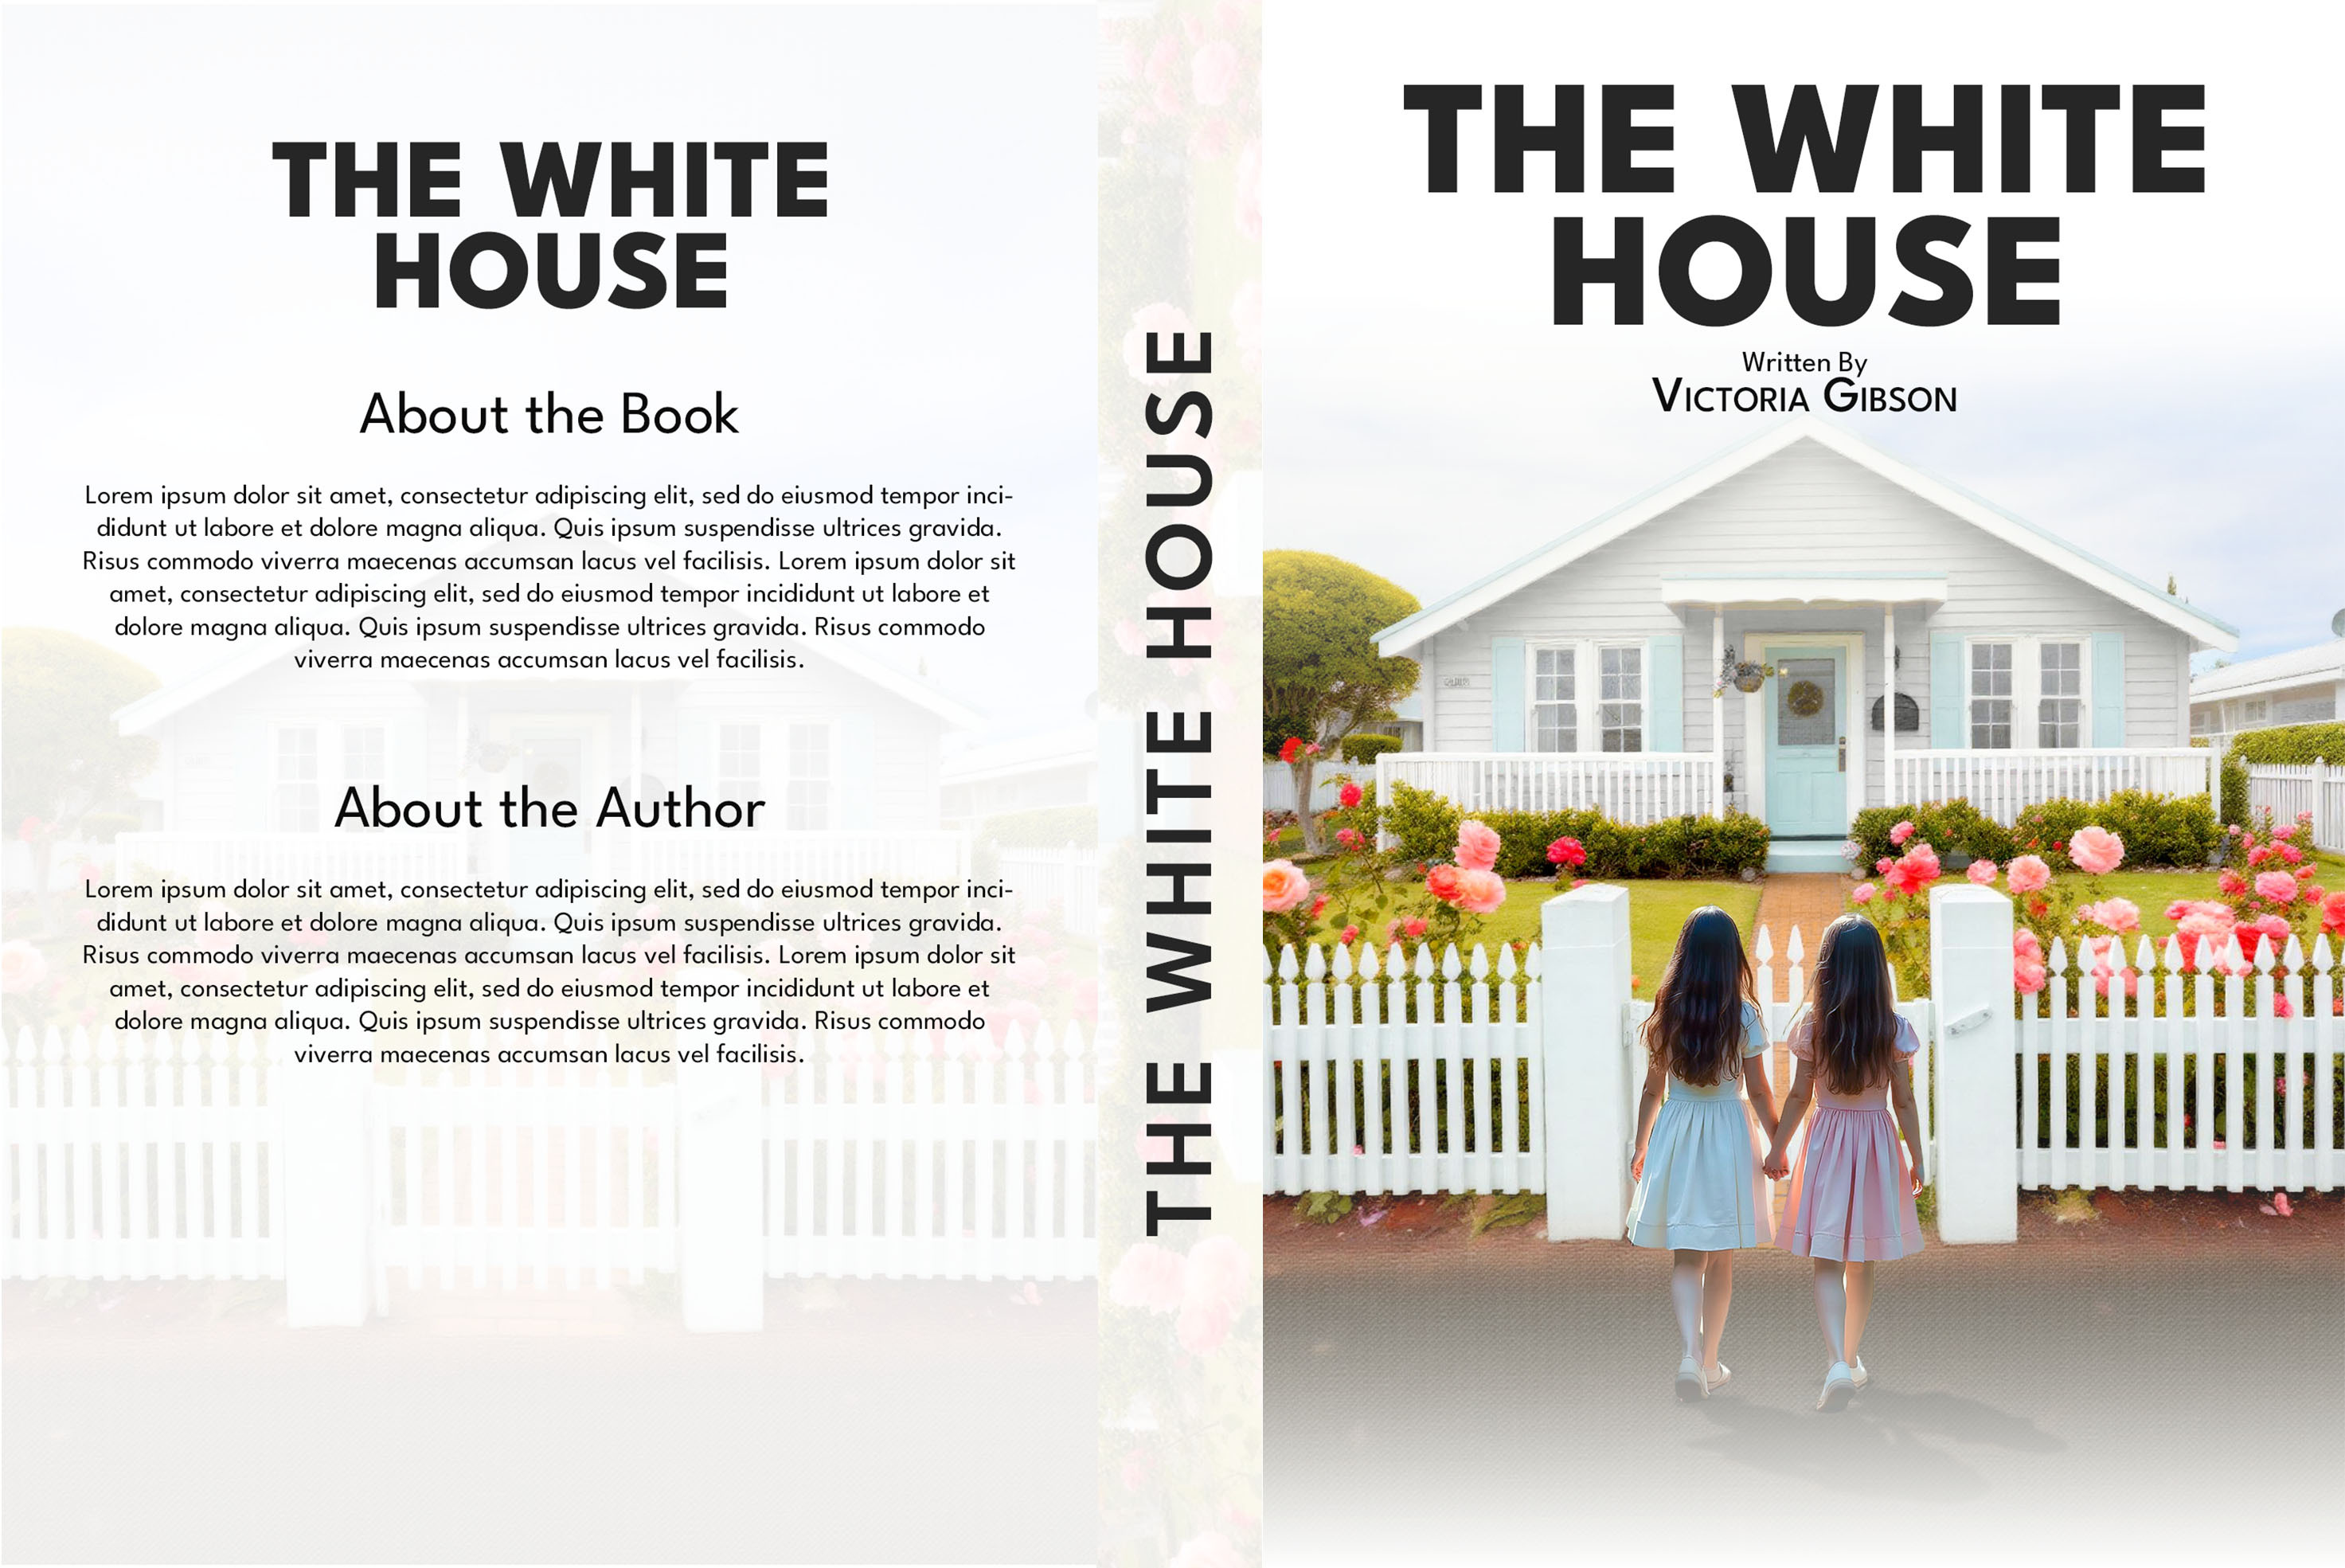 THE WHITE
HOUSE
About the Book
Lorem ipsum dolor sit amet, consectetur adipiscing elit, sed do eiusmod tempor inci-
didunt ut labore et dolore magna aliqua. Quis ipsum suspendisse ultrices gravida.
Risus commodo viverra maecenas accumsan lacus vel facilisis. Lorem ipsum dolor sit
amet, consectetur adipiscing elit, sed do eiusmod tempor incididunt ut labore et
dolore magna aliqua. Quis ipsum suspendisse ultrices gravida. Risus commodo
viverra maecenas accumsan lacus vel facilisis.
About the Author
Lorem ipsum dolor sit amet, consectetur adipiscing elit, sed do eiusmod tempor inci-
didunt ut labore et dolore magna aliqua. Quis ipsum suspendisse ultrices gravida.
Risus commodo viverra maecenas accumsan lacus vel facilisis. Lorem ipsum dolor sit
amet, consectetur adipiscing elit, sed do eiusmod tempor incididunt ut labore et
dolore magna aliqua. Quis ipsum suspendisse ultrices gravida. Risus commodo
viverra maecenas accumsan lacus vel facilisis.
THE WHITE HOUSE
THE WHITE
HOUSE
Written By
VICTORIA GIBSON